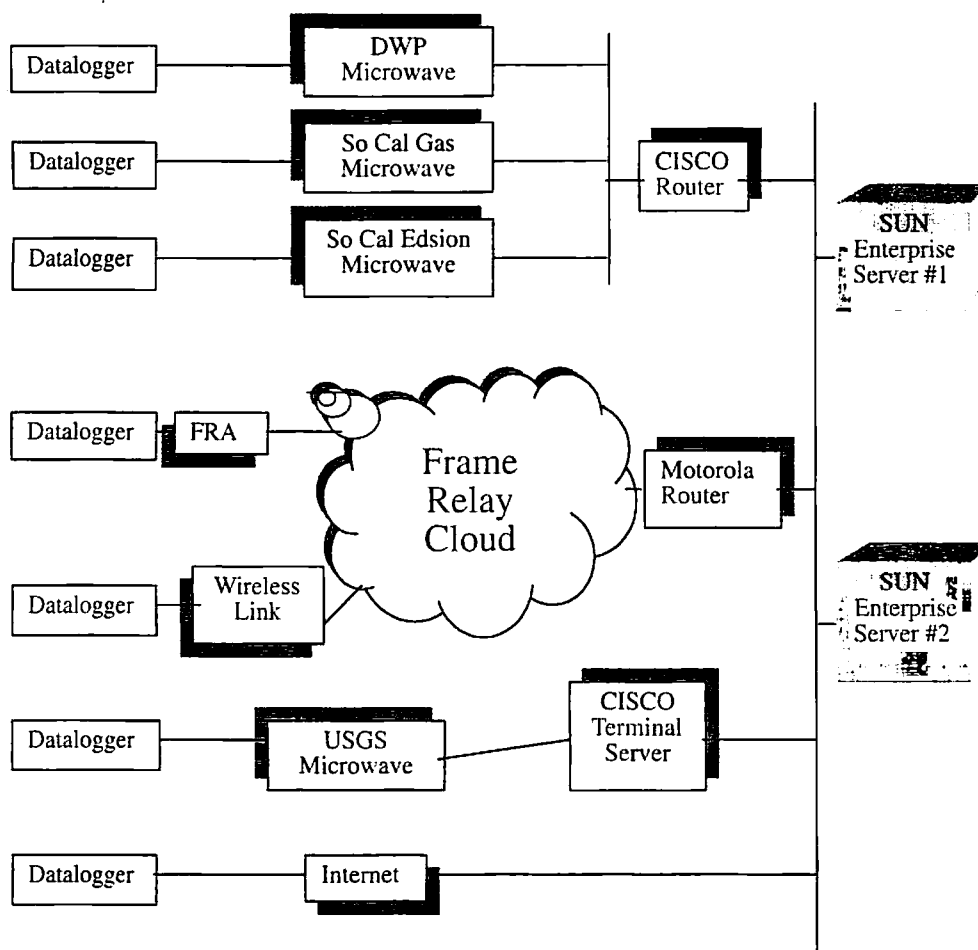 Datalogger
DWP
Microwave
Datalogger
So Cal Gas
Microwave
CISCO
Router
Datalogger
So Cal Edsion
Microwave
SUN
Enterprise
Server #1
Datalogger
FRA
Frame
Relay
Cloud
Motorola
Router
Datalogger
Wireless
Link
SUN
Enterprise
Server #2
Datalogger
USGS
Microwave
CISCO
Terminal
Server
Datalogger
Internet